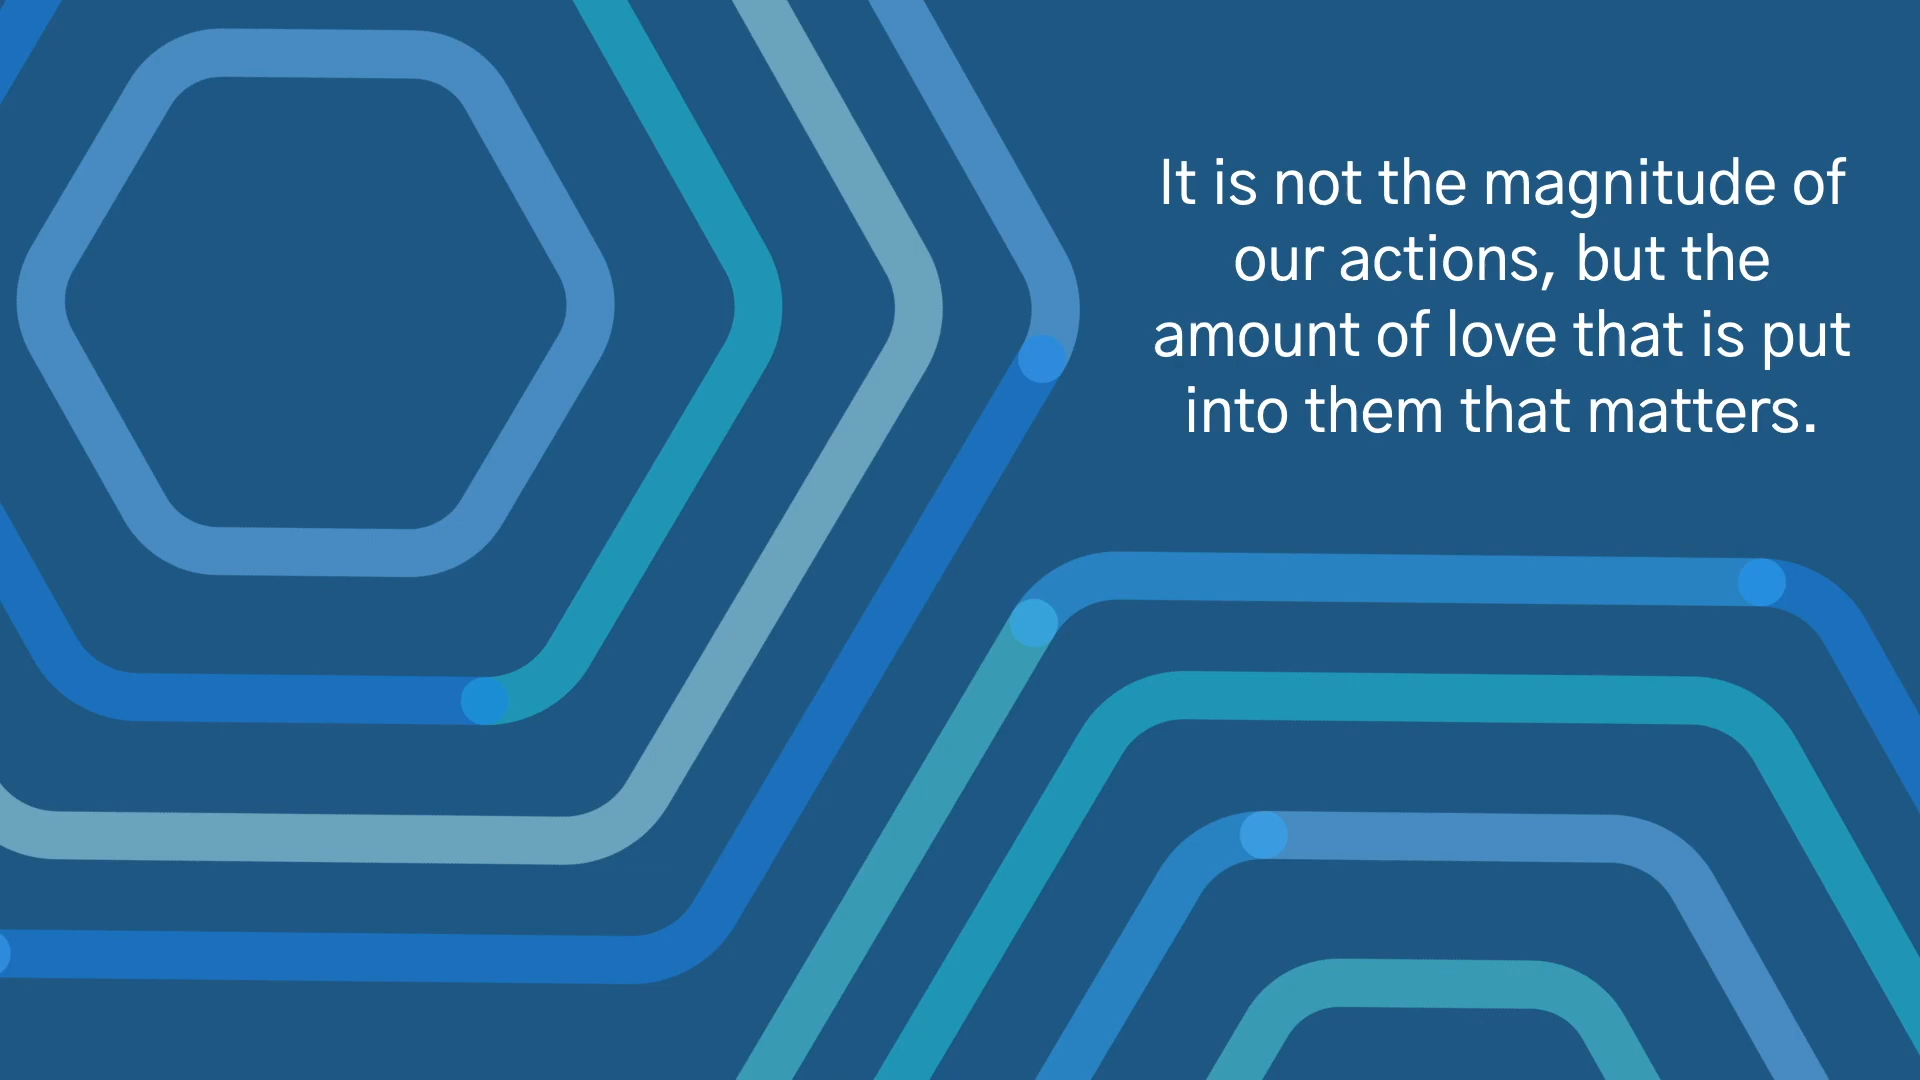 It is not the magnitude of
our actions, but the
amount of love that is put
into them that matters.